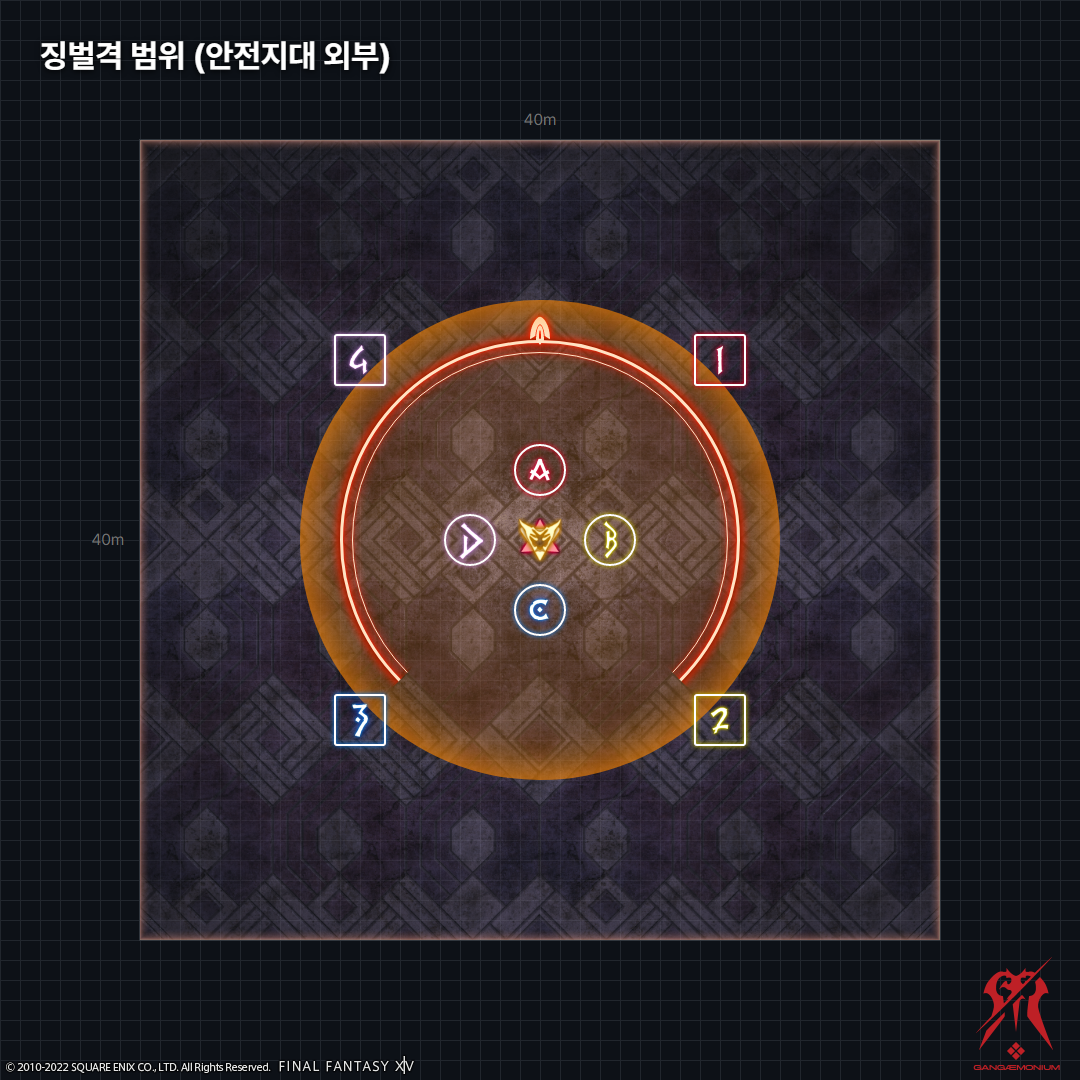 징벌격 범위 (안전지대 외부)
40m
4
1
A
40m
D
B
C
3
2
© 2010-2022 SQUARE ENIX CO., LTD. All Rights Reserved. FINAL FANTASY XIV
GANGÆMONIUM